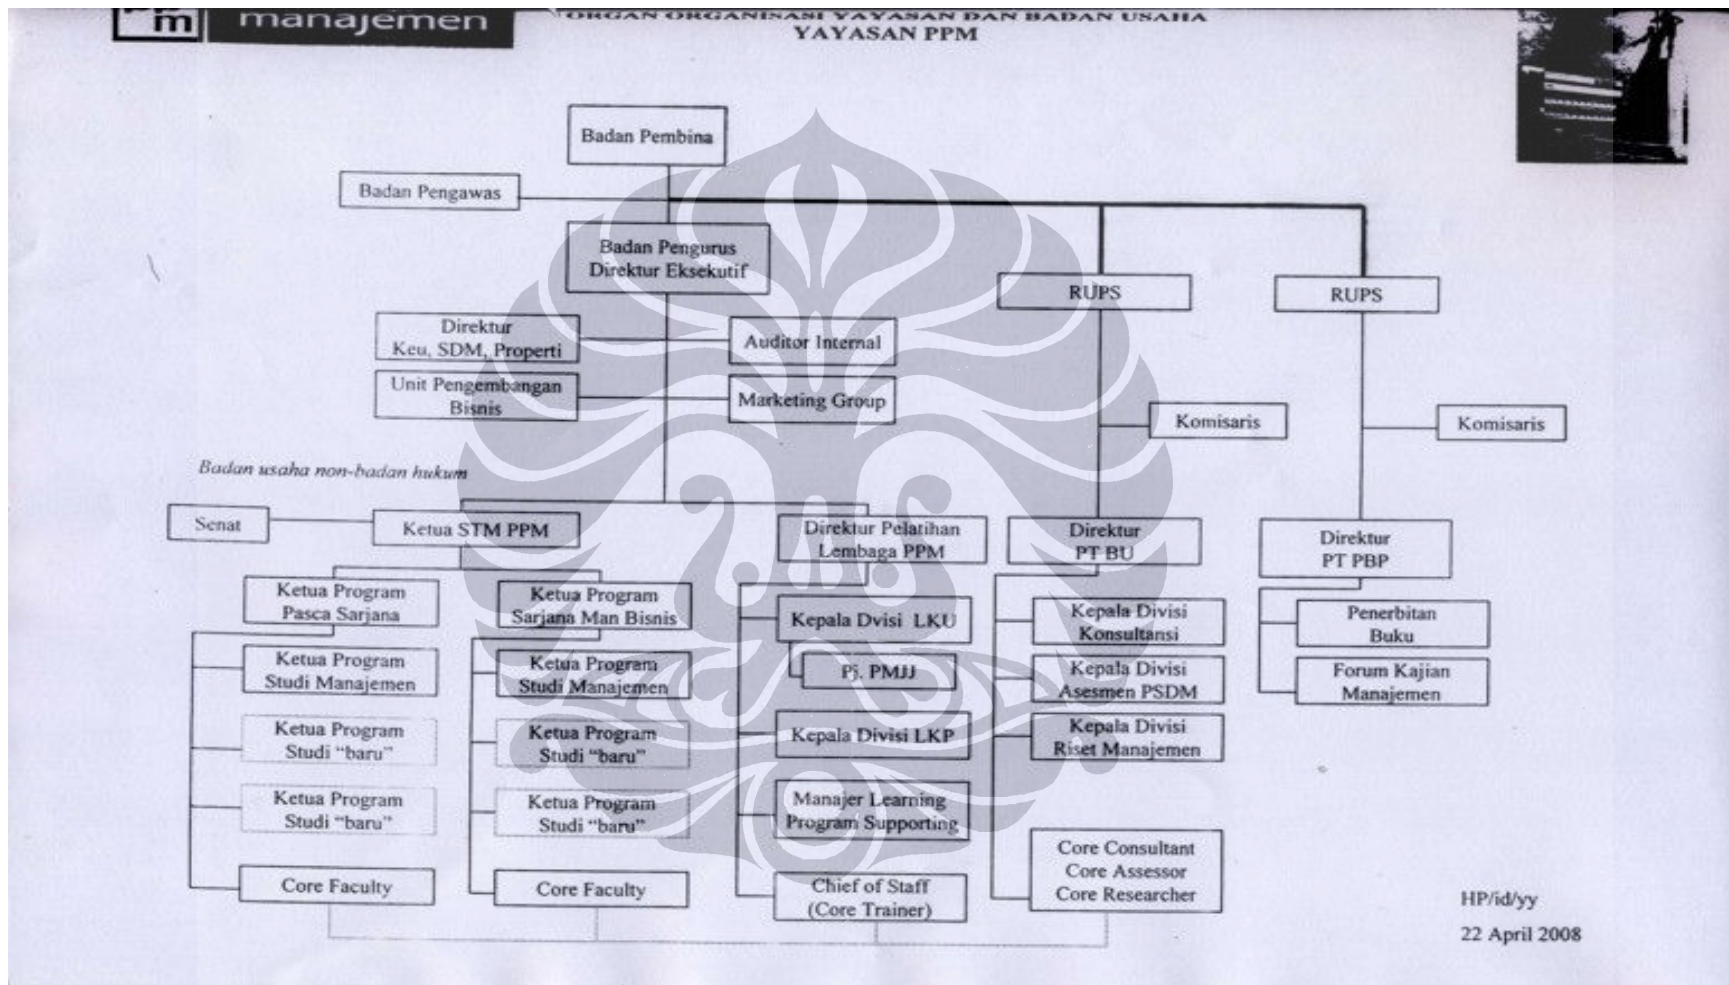 m
manajemen
ORGAN ORGANISASI YAYASAN DAN BADAN USAHA
YAYASAN PPM
Badan Pembina
Badan Pengawas
Badan Pengurus
Direktur Eksekutif
RUPS
RUPS
Direktur
Keu, SDM, Properti
Auditor Internal
Unit Pengembangan
Bisnis
Marketing Group
Komisaris
Komisaris
Badan usaha non-badan hukum
Senat
Ketua STM PPM
Direktur Pelatihan
Lembaga PPM
Direktur
PT BU
Direktur
PT PBP
Ketua Program
Pasca Sarjana
Ketua Program
Sarjana Man Bisnis
Kepala Dvisi LKU
Kepala Divisi
Konsultansi
Penerbitan
Buku
Ketua Program
Studi Manajemen
Ketua Program
Studi Manajemen
Pj. PMJJ
Kepala Divisi
Asesmen PSDM
Forum Kajian
Manajemen
Ketua Program
Studi “baru”
Ketua Program
Studi “baru”
Kepala Divisi LKP
Kepala Divisi
Riset Manajemen
Ketua Program
Studi “baru”
Ketua Program
Studi “baru”
Manajer Learning
Program Supporting
Core Consultant
Core Assessor
Core Researcher
Core Faculty
Core Faculty
Chief of Staff
(Core Trainer)
HP/id/yy
22 April 2008